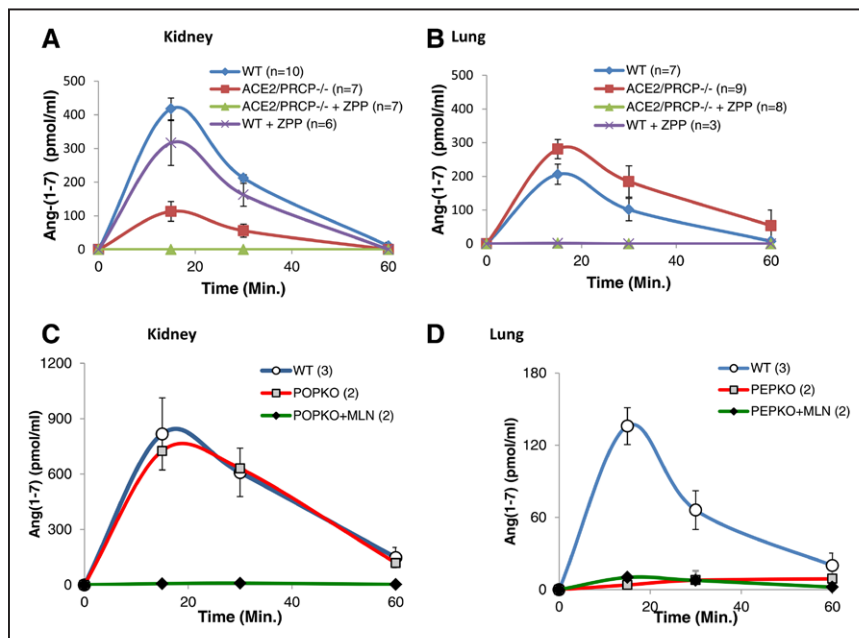 A Kidney
WT (n=10)
ACE2/PRCP-/- (n=7)
ACE2/PRCP-/- + ZPP (n=7)
WT + ZPP (n=6)
Ang-(1-7) (pmol/ml)
500
400
300
200
100
0
0 20 40 60
Time (Min.)
B Lung
WT (n=7)
ACE2/PRCP-/- (n=9)
ACE2/PRCP-/- + ZPP (n=8)
WT + ZPP (n=3)
Ang-(1-7) (pmol/ml)
500
400
300
200
100
0
0 20 40 60
Time (Min.)
C Kidney
WT (3)
POPKO (2)
POPKO+MLN (2)
Ang(1-7) (pmol/ml)
1200
900
600
300
0
0 20 40 60
Time (Min.)
D Lung
WT (3)
PEPKO (2)
PEPKO+MLN (2)
Ang(1-7) (pmol/ml)
180
120
60
0
0 20 40 60
Time (Min.)